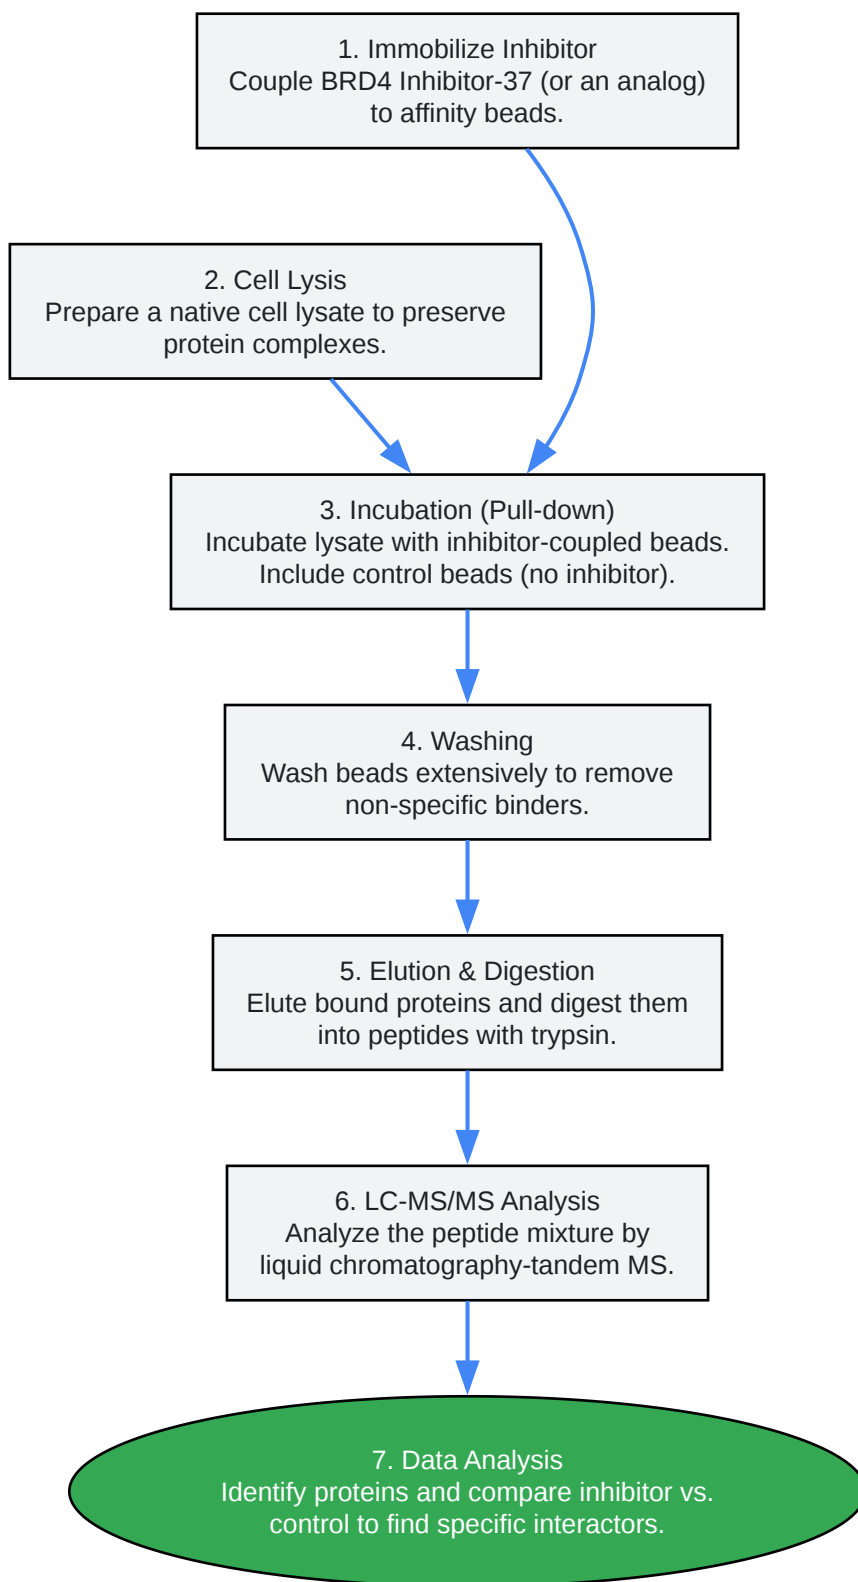 1. Immobilize Inhibitor
Couple BRD4 Inhibitor-37 (or an analog)
to affinity beads.
2. Cell Lysis
Prepare a native cell lysate to preserve
protein complexes.
3. Incubation (Pull-down)
Incubate lysate with inhibitor-coupled beads.
Include control beads (no inhibitor).
4. Washing
Wash beads extensively to remove
non-specific binders.
5. Elution & Digestion
Elute bound proteins and digest them
into peptides with trypsin.
6. LC-MS/MS Analysis
Analyze the peptide mixture by
liquid chromatography-tandem MS.
7. Data Analysis
Identify proteins and compare inhibitor vs.
control to find specific interactors.